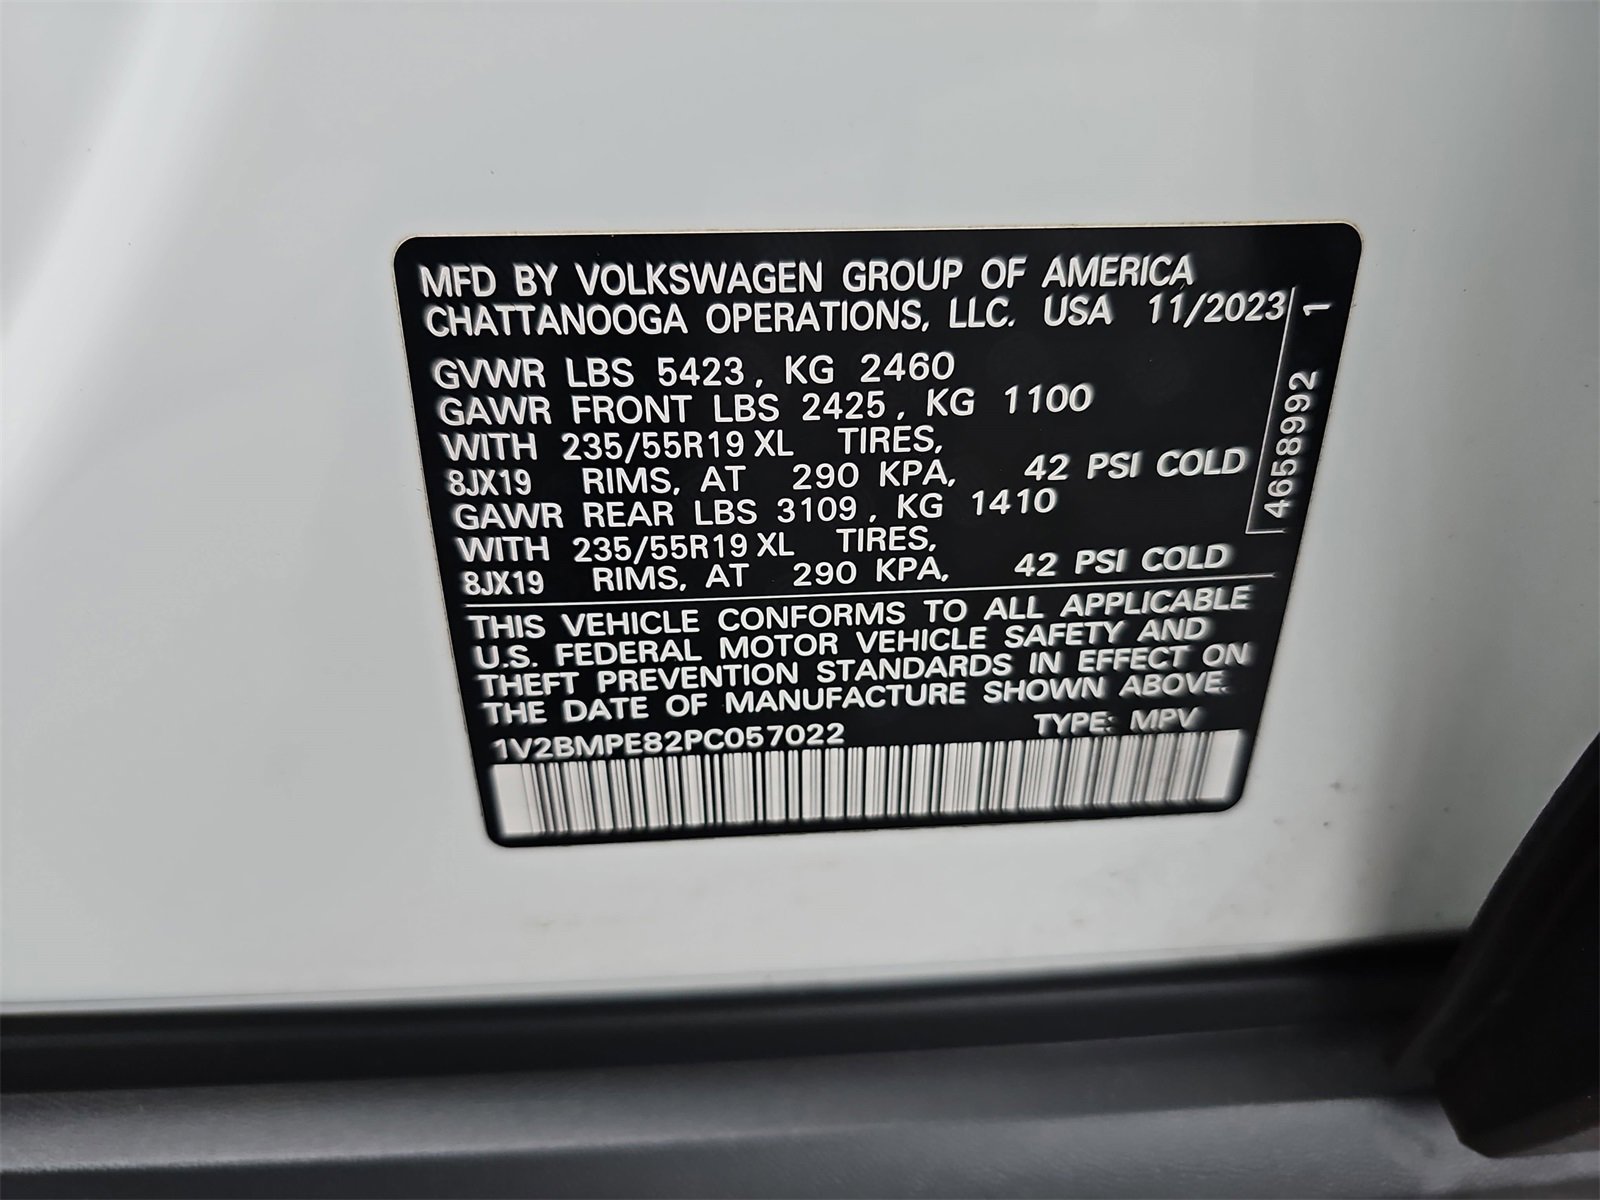 MFD BY VOLKSWAGEN GROUP OF AMERICA
CHATTANOOGA OPERATIONS, LLC. USA 11/2023
GVWR LBS 5423, KG 2460
GAWR FRONT LBS 2425, KG 1100
WITH 235/55R19 XL TIRES,
8JX19 RIMS, AT 290 KPA, 42 PSI COLD
GAWR REAR LBS 3109, KG 1410
WITH 235/55R19 XL TIRES,
8JX19 RIMS, AT 290 KPA, 42 PSI COLD
THIS VEHICLE CONFORMS TO ALL APPLICABLE
U.S. FEDERAL MOTOR VEHICLE SAFETY AND
THEFT PREVENTION STANDARDS IN EFFECT ON
THE DATE OF MANUFACTURE SHOWN ABOVE.
1V2BMPE82PC057022 TYPE: MPV
4658992 1